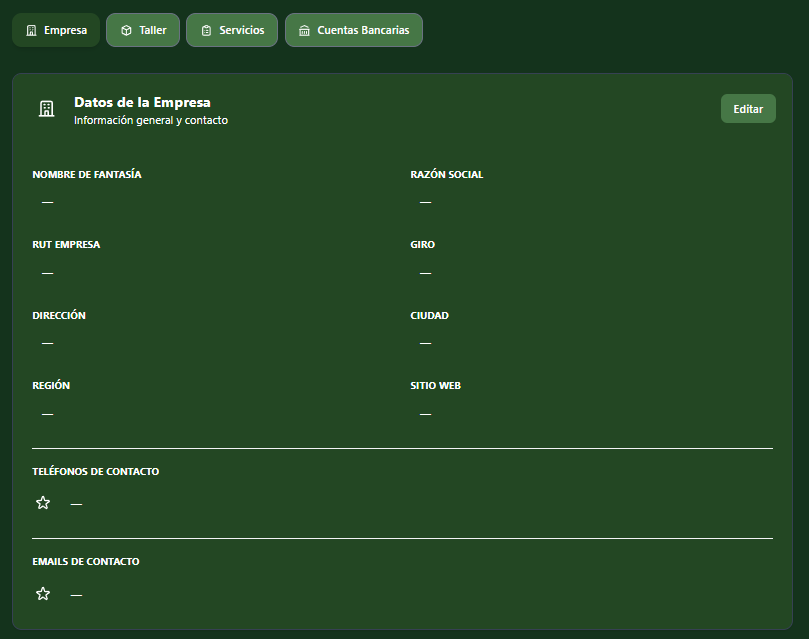 Empresa Taller Servicios Cuentas Bancarias
Datos de la Empresa
Información general y contacto
Editar
NOMBRE DE FANTASÍA
RAZÓN SOCIAL
—
—
RUT EMPRESA
GIRO
—
—
DIRECCIÓN
CIUDAD
—
—
REGIÓN
SITIO WEB
—
—
TELÉFONOS DE CONTACTO
—
EMAILS DE CONTACTO
—